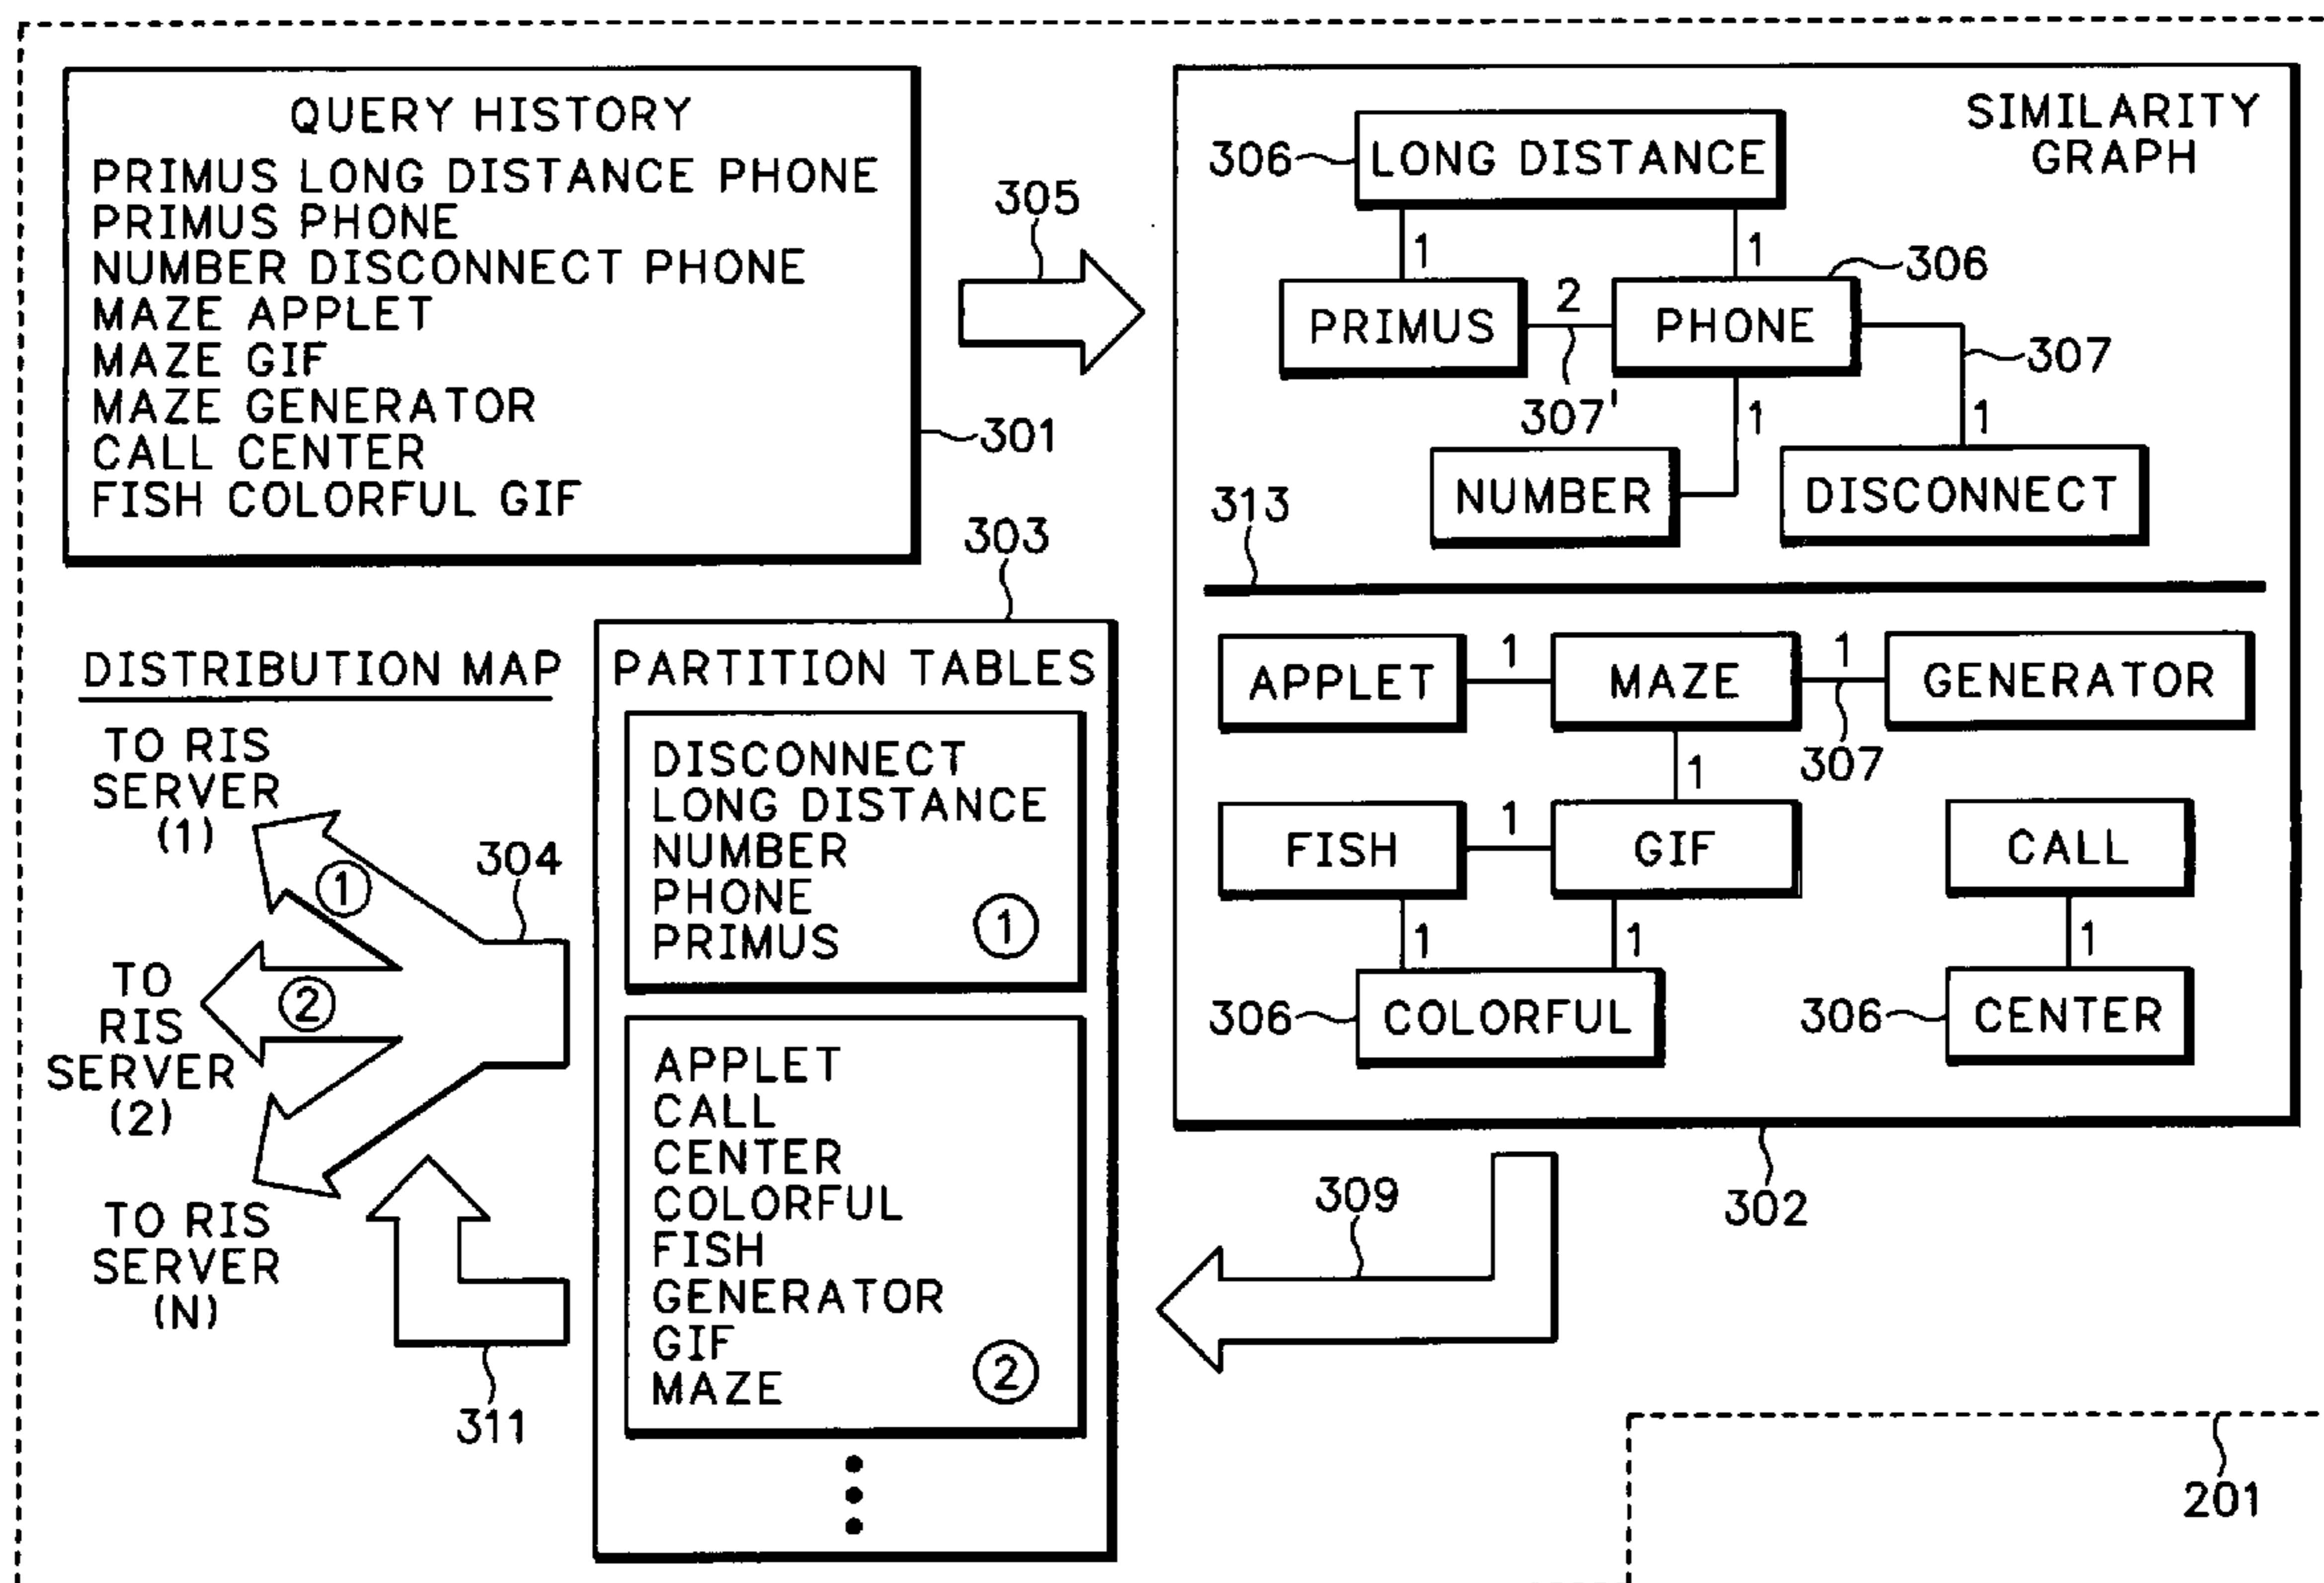 QUERY HISTORY
PRIMUS LONG DISTANCE PHONE
PRIMUS PHONE
NUMBER DISCONNECT PHONE
MAZE APPLET
MAZE GIF
MAZE GENERATOR
CALL CENTER
FISH COLORFUL GIF
301
305
SIMILARITY
GRAPH
306
LONG DISTANCE
1
1
306
PRIMUS
2
PHONE
307
307'
1
1
NUMBER
DISCONNECT
313
APPLET
1
MAZE
1
GENERATOR
307
1
FISH
1
GIF
CALL
1
1
1
306
COLORFUL
306
CENTER
302
309
303
PARTITION TABLES
DISCONNECT
LONG DISTANCE
NUMBER
PHONE
PRIMUS
1
APPLET
CALL
CENTER
COLORFUL
FISH
GENERATOR
GIF
MAZE
2
DISTRIBUTION MAP
TO RIS
SERVER
(1)
1
304
TO
RIS
SERVER
(2)
2
TO RIS
SERVER
(N)
311
201